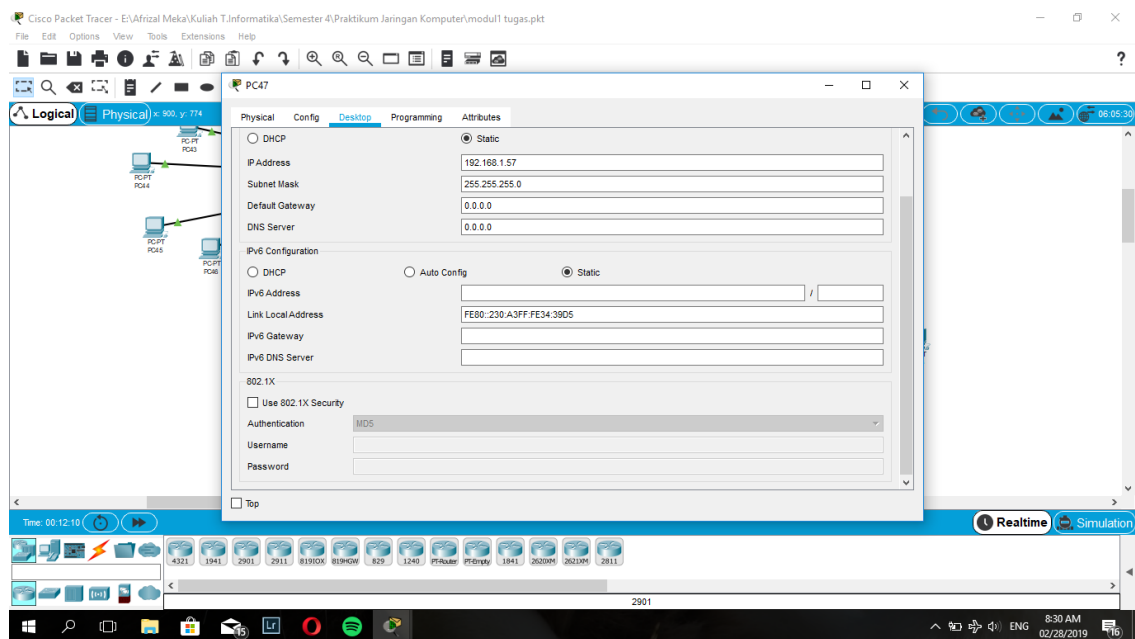 Cisco Packet Tracer - E:\Afrizal Meka\Kuliah T.Informatika\Semester 4\Praktikum Jaringan Komputer\modul1 tugas.pkt
File Edit Options View Tools Extensions Help
?
PC47
Logical Physical x: 900, y: 774
06:05:30
Physical Config Desktop Programming Attributes
DHCP Static
IP Address 192.168.1.57
Subnet Mask 255.255.255.0
Default Gateway 0.0.0.0
DNS Server 0.0.0.0
IPv6 Configuration
DHCP Auto Config Static
IPv6 Address /
Link Local Address FE80::230:A3FF:FE34:39D5
IPv6 Gateway
IPv6 DNS Server
802.1X
Use 802.1X Security
Authentication MD5
Username
Password
Top
PC-PT
PC43
PC-PT
PC44
PC-PT
PC45
PC-PT
PC46
Time: 00:12:10
Realtime Simulation
4321 1941 2901 2911 819IOX 819HGW 829 1240 PT-Router PT-Empty 1841 2620XM 2621XM 2811
2901
15 Lr ENG 8:30 AM
02/28/2019 16